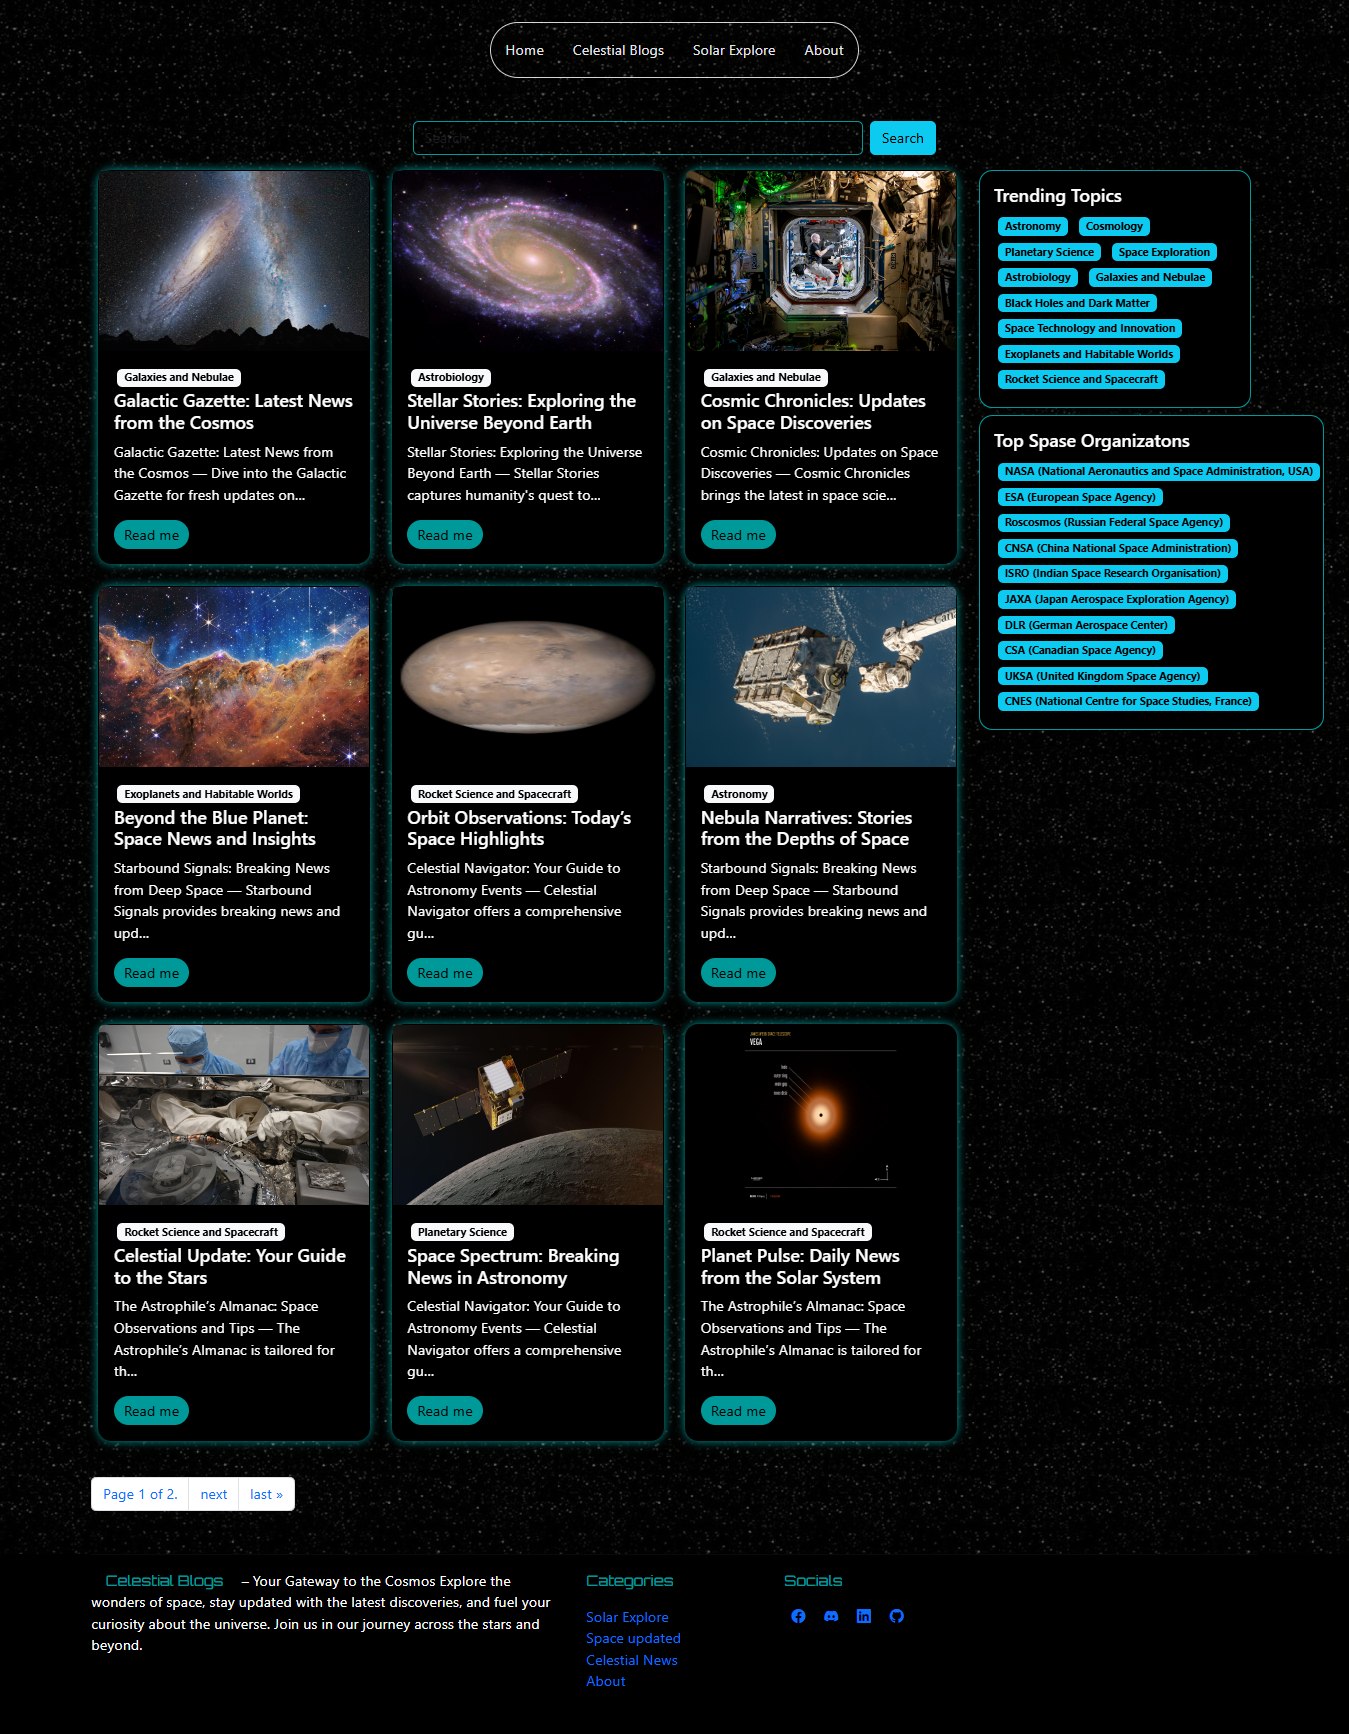 Home
Celestial Blogs
Solar Explore
About
Search
Galaxies and Nebulae
Galactic Gazette: Latest News
from the Cosmos
Galactic Gazette: Latest News from
the Cosmos — Dive into the Galactic
Gazette for fresh updates on...
Read me
Astrobiology
Stellar Stories: Exploring the
Universe Beyond Earth
Stellar Stories: Exploring the Universe
Beyond Earth — Stellar Stories
captures humanity's quest to...
Read me
Galaxies and Nebulae
Cosmic Chronicles: Updates
on Space Discoveries
Cosmic Chronicles: Updates on Space
Discoveries — Cosmic Chronicles
brings the latest in space scie...
Read me
Exoplanets and Habitable Worlds
Beyond the Blue Planet:
Space News and Insights
Starbound Signals: Breaking News
from Deep Space — Starbound
Signals provides breaking news and
upd...
Read me
Rocket Science and Spacecraft
Orbit Observations: Today’s
Space Highlights
Celestial Navigator: Your Guide to
Astronomy Events — Celestial
Navigator offers a comprehensive
gu...
Read me
Astronomy
Nebula Narratives: Stories
from the Depths of Space
Starbound Signals: Breaking News
from Deep Space — Starbound
Signals provides breaking news and
upd...
Read me
Rocket Science and Spacecraft
Celestial Update: Your Guide
to the Stars
The Astrophile’s Almanac: Space
Observations and Tips — The
Astrophile’s Almanac is tailored for
th...
Read me
Planetary Science
Space Spectrum: Breaking
News in Astronomy
Celestial Navigator: Your Guide to
Astronomy Events — Celestial
Navigator offers a comprehensive
gu...
Read me
VEGA
Rocket Science and Spacecraft
Planet Pulse: Daily News
from the Solar System
The Astrophile’s Almanac: Space
Observations and Tips — The
Astrophile’s Almanac is tailored for
th...
Read me
Trending Topics
Astronomy
Cosmology
Planetary Science
Space Exploration
Astrobiology
Galaxies and Nebulae
Black Holes and Dark Matter
Space Technology and Innovation
Exoplanets and Habitable Worlds
Rocket Science and Spacecraft
Top Spase Organizatons
NASA (National Aeronautics and Space Administration, USA)
ESA (European Space Agency)
Roscosmos (Russian Federal Space Agency)
CNSA (China National Space Administration)
ISRO (Indian Space Research Organisation)
JAXA (Japan Aerospace Exploration Agency)
DLR (German Aerospace Center)
CSA (Canadian Space Agency)
UKSA (United Kingdom Space Agency)
CNES (National Centre for Space Studies, France)
Page 1 of 2.
next
last »
Celestial Blogs – Your Gateway to the Cosmos Explore the
wonders of space, stay updated with the latest discoveries, and fuel your
curiosity about the universe. Join us in our journey across the stars and
beyond.
Categories
Solar Explore
Space updated
Celestial News
About
Socials